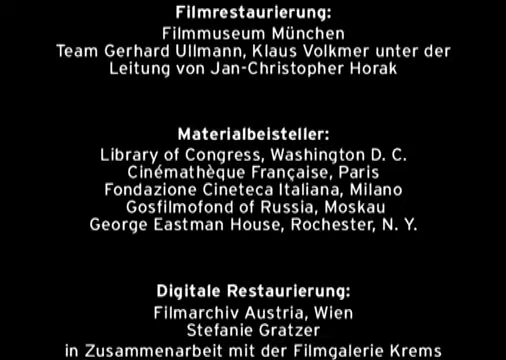 Filmrestaurierung:
Filmmuseum München
Team Gerhard Ullmann, Klaus Volkmer unter der
Leitung von Jan-Christopher Horak
Materialbeisteller:
Library of Congress, Washington D. C.
Cinémathèque Française, Paris
Fondazione Cineteca Italiana, Milano
Gosfilmofond of Russia, Moskau
George Eastman House, Rochester, N. Y.
Digitale Restaurierung:
Filmarchiv Austria, Wien
Stefanie Gratzer
in Zusammenarbeit mit der Filmgalerie Krems